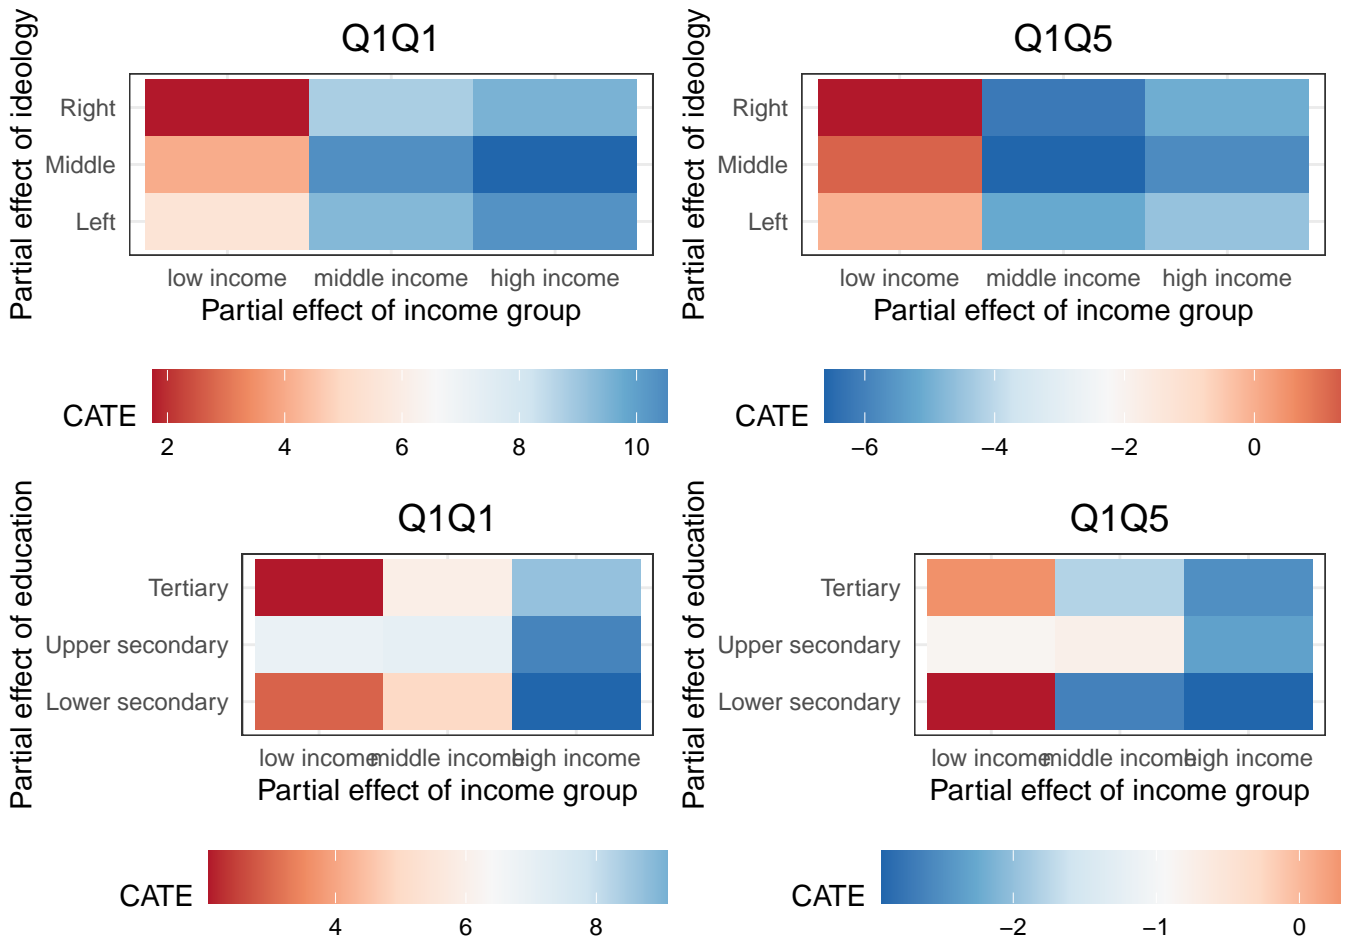 Q1Q1
Partial effect of ideology
Right
Middle
Left
low income middle income high income
Partial effect of income group
CATE
2 4 6 8 10
Q1Q5
Partial effect of ideology
Right
Middle
Left
low income middle income high income
Partial effect of income group
CATE
−6 −4 −2 0
Q1Q1
Partial effect of education
Tertiary
Upper secondary
Lower secondary
low income middle income high income
Partial effect of income group
CATE
4 6 8
Q1Q5
Partial effect of education
Tertiary
Upper secondary
Lower secondary
low income middle income high income
Partial effect of income group
CATE
−2 −1 0